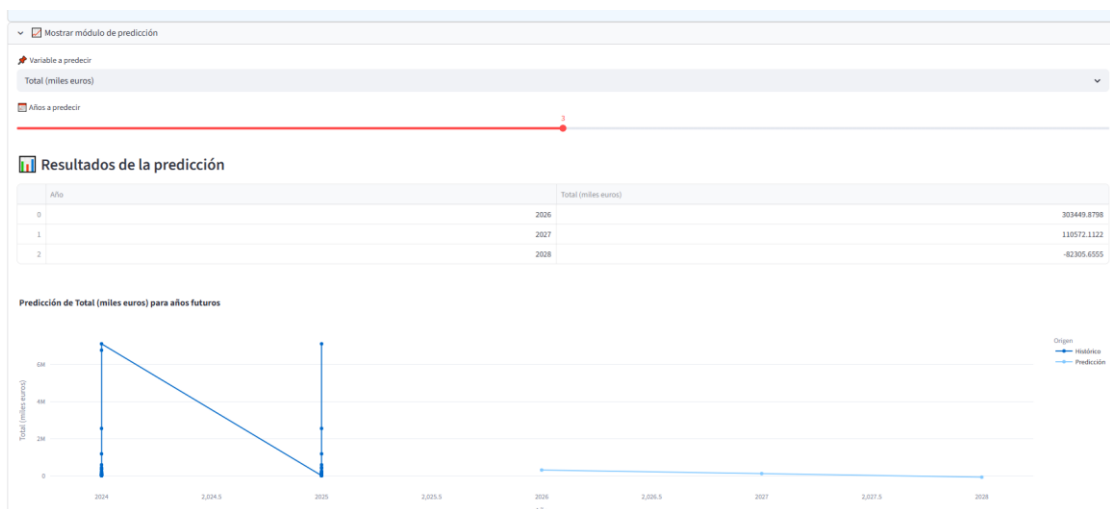 Mostrar módulo de predicción
Variable a predecir
Total (miles euros)
Años a predecir
3
Resultados de la predicción
Año Total (miles euros)
0 2026 303449.8798
1 2027 110572.1122
2 2028 -82305.6555
Predicción de Total (miles euros) para años futuros
Origen
Histórico
Predicción
6M
4M
2M
0
Total (miles euros)
2024 2,024.5 2025 2,025.5 2026 2,026.5 2027 2,027.5 2028